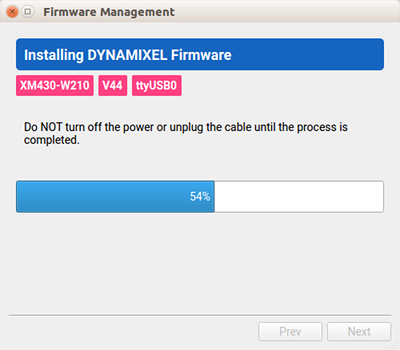 Firmware Management
Installing DYNAMIXEL Firmware
XM430-W210 V44 ttyUSB0
Do NOT turn off the power or unplug the cable until the process is
completed.
54%
Prev Next